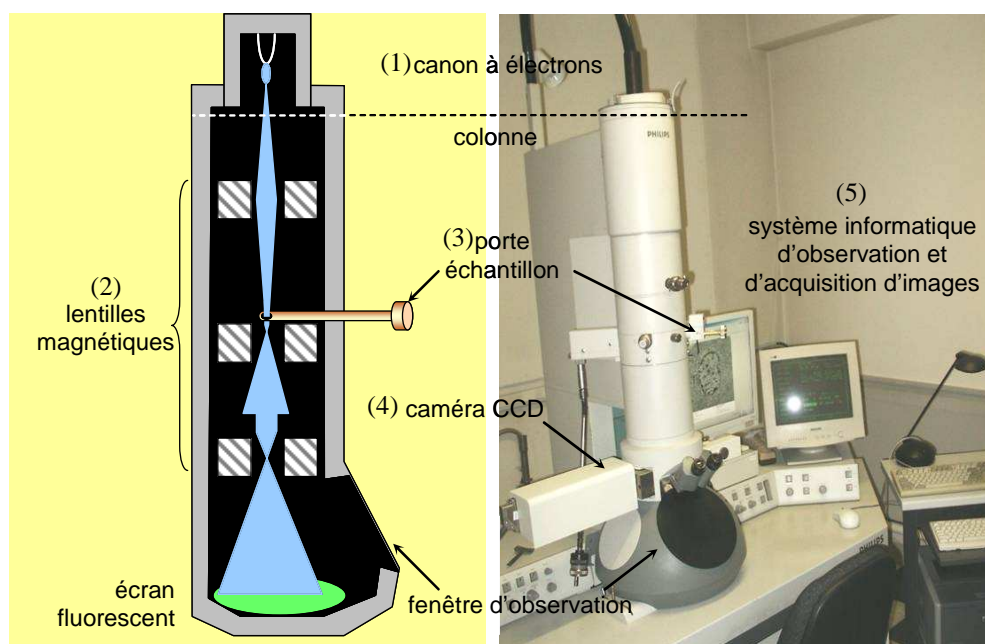 (1) canon à électrons
colonne
PHILIPS
(5)
système informatique
d'observation et
d'acquisition d'images
(3) porte
échantillon
(2)
lentilles
magnétiques
(4) caméra CCD
écran
fluorescent
fenêtre d'observation
PHILIPS